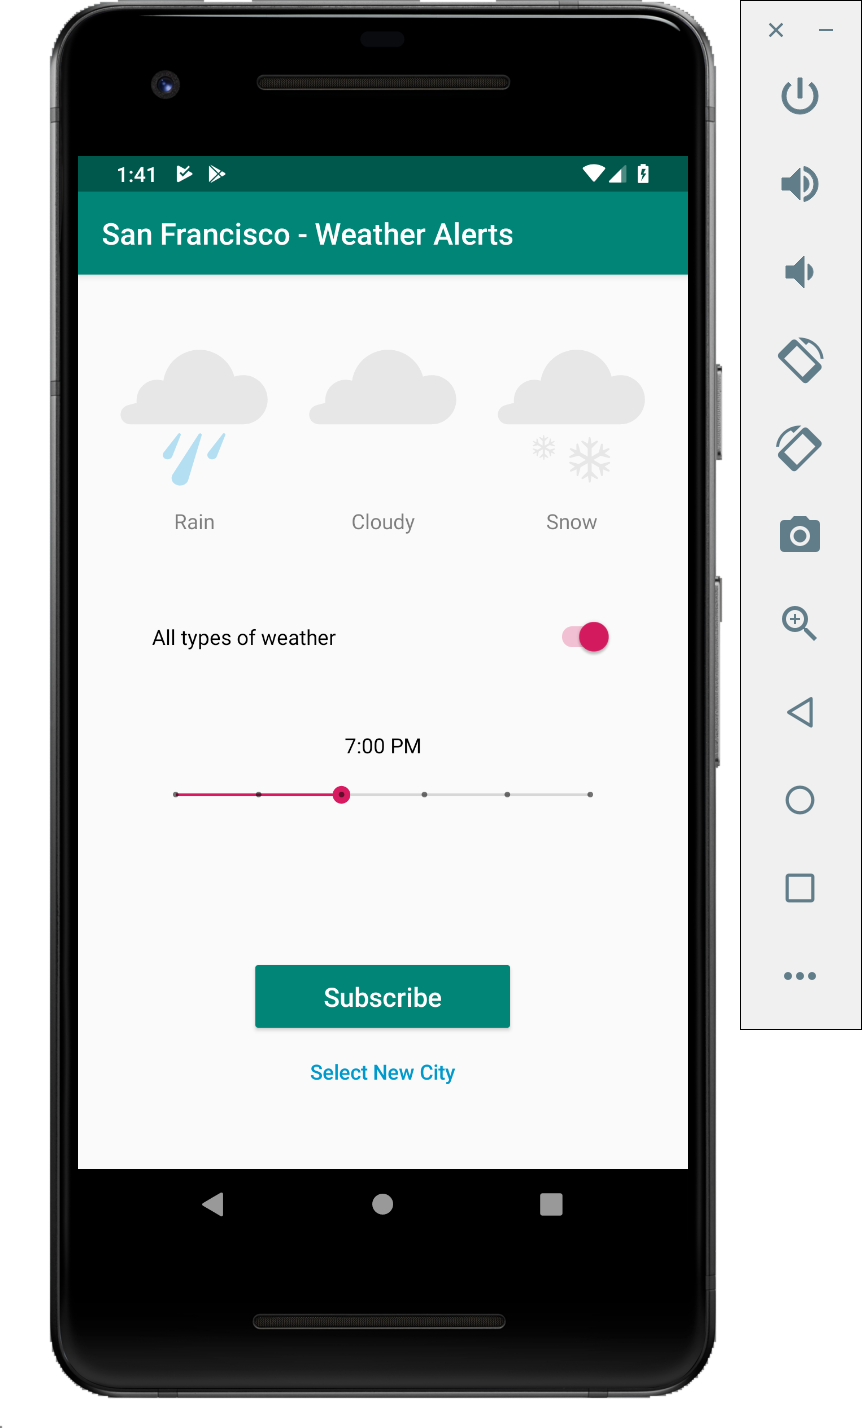 1:41
San Francisco - Weather Alerts
Rain Cloudy Snow
All types of weather
7:00 PM
Subscribe
Select New City